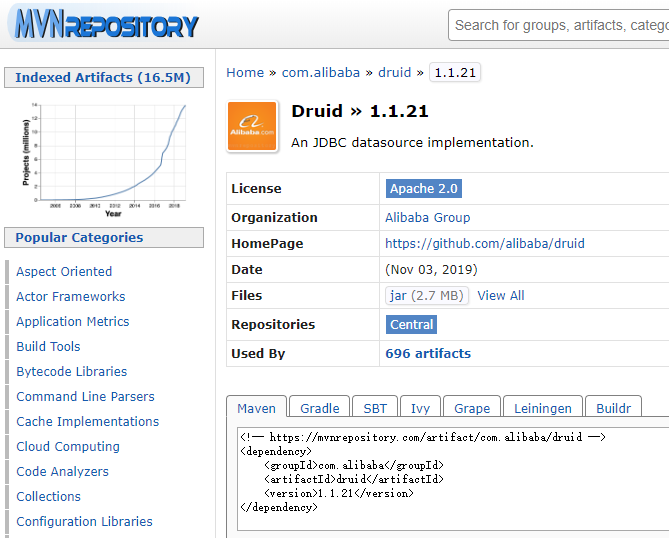 MVNREPOSITORY
Search for groups, artifacts, catego
Indexed Artifacts (16.5M)
Projects (millions)
14
12
10
8
6
4
2
0
2006
2008
2010
2012
2014
2016
2018
Year
Popular Categories
Aspect Oriented
Actor Frameworks
Application Metrics
Build Tools
Bytecode Libraries
Command Line Parsers
Cache Implementations
Cloud Computing
Code Analyzers
Collections
Configuration Libraries
Home » com.alibaba » druid » 1.1.21
Alibaba.com
Druid » 1.1.21
An JDBC datasource implementation.
License Apache 2.0
Organization Alibaba Group
HomePage https://github.com/alibaba/druid
Date (Nov 03, 2019)
Files jar (2.7 MB) View All
Repositories Central
Used By 696 artifacts
Maven Gradle SBT Ivy Grape Leiningen Buildr
<!-- https://mvnrepository.com/artifact/com.alibaba/druid -->
<dependency>
    <groupId>com.alibaba</groupId>
    <artifactId>druid</artifactId>
    <version>1.1.21</version>
</dependency>